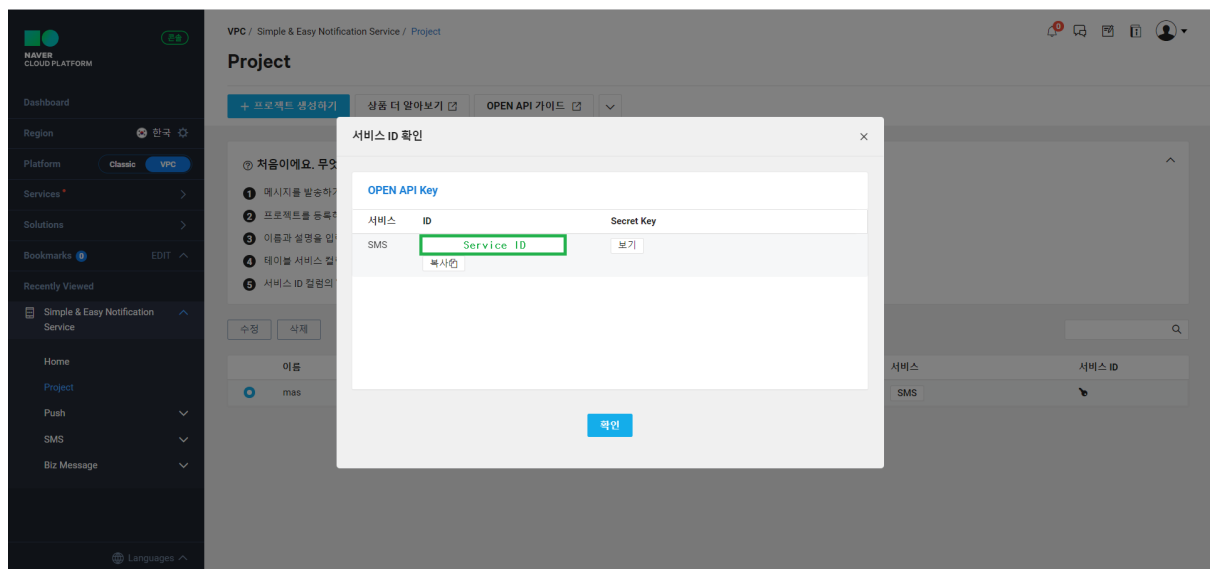 NAVER
CLOUD PLATFORM
콘솔
Dashboard
Region 한국
Platform Classic VPC
Services
Solutions
Bookmarks 0 EDIT
Recently Viewed
Simple & Easy Notification
Service
Home
Project
Push
SMS
Biz Message
Languages
VPC / Simple & Easy Notification Service / Project
Project
+ 프로젝트 생성하기
상품 더 알아보기
OPEN API 가이드
처음이에요. 무엇
1 메시지를 발송하기
2 프로젝트를 등록하
3 이름과 설명을 입
4 테이블 서비스 컬
5 서비스 ID 컬럼의
수정 삭제
이름 서비스 서비스 ID
mas SMS
서비스 ID 확인
OPEN API Key
서비스 ID Secret Key
SMS Service ID 보기
복사
확인